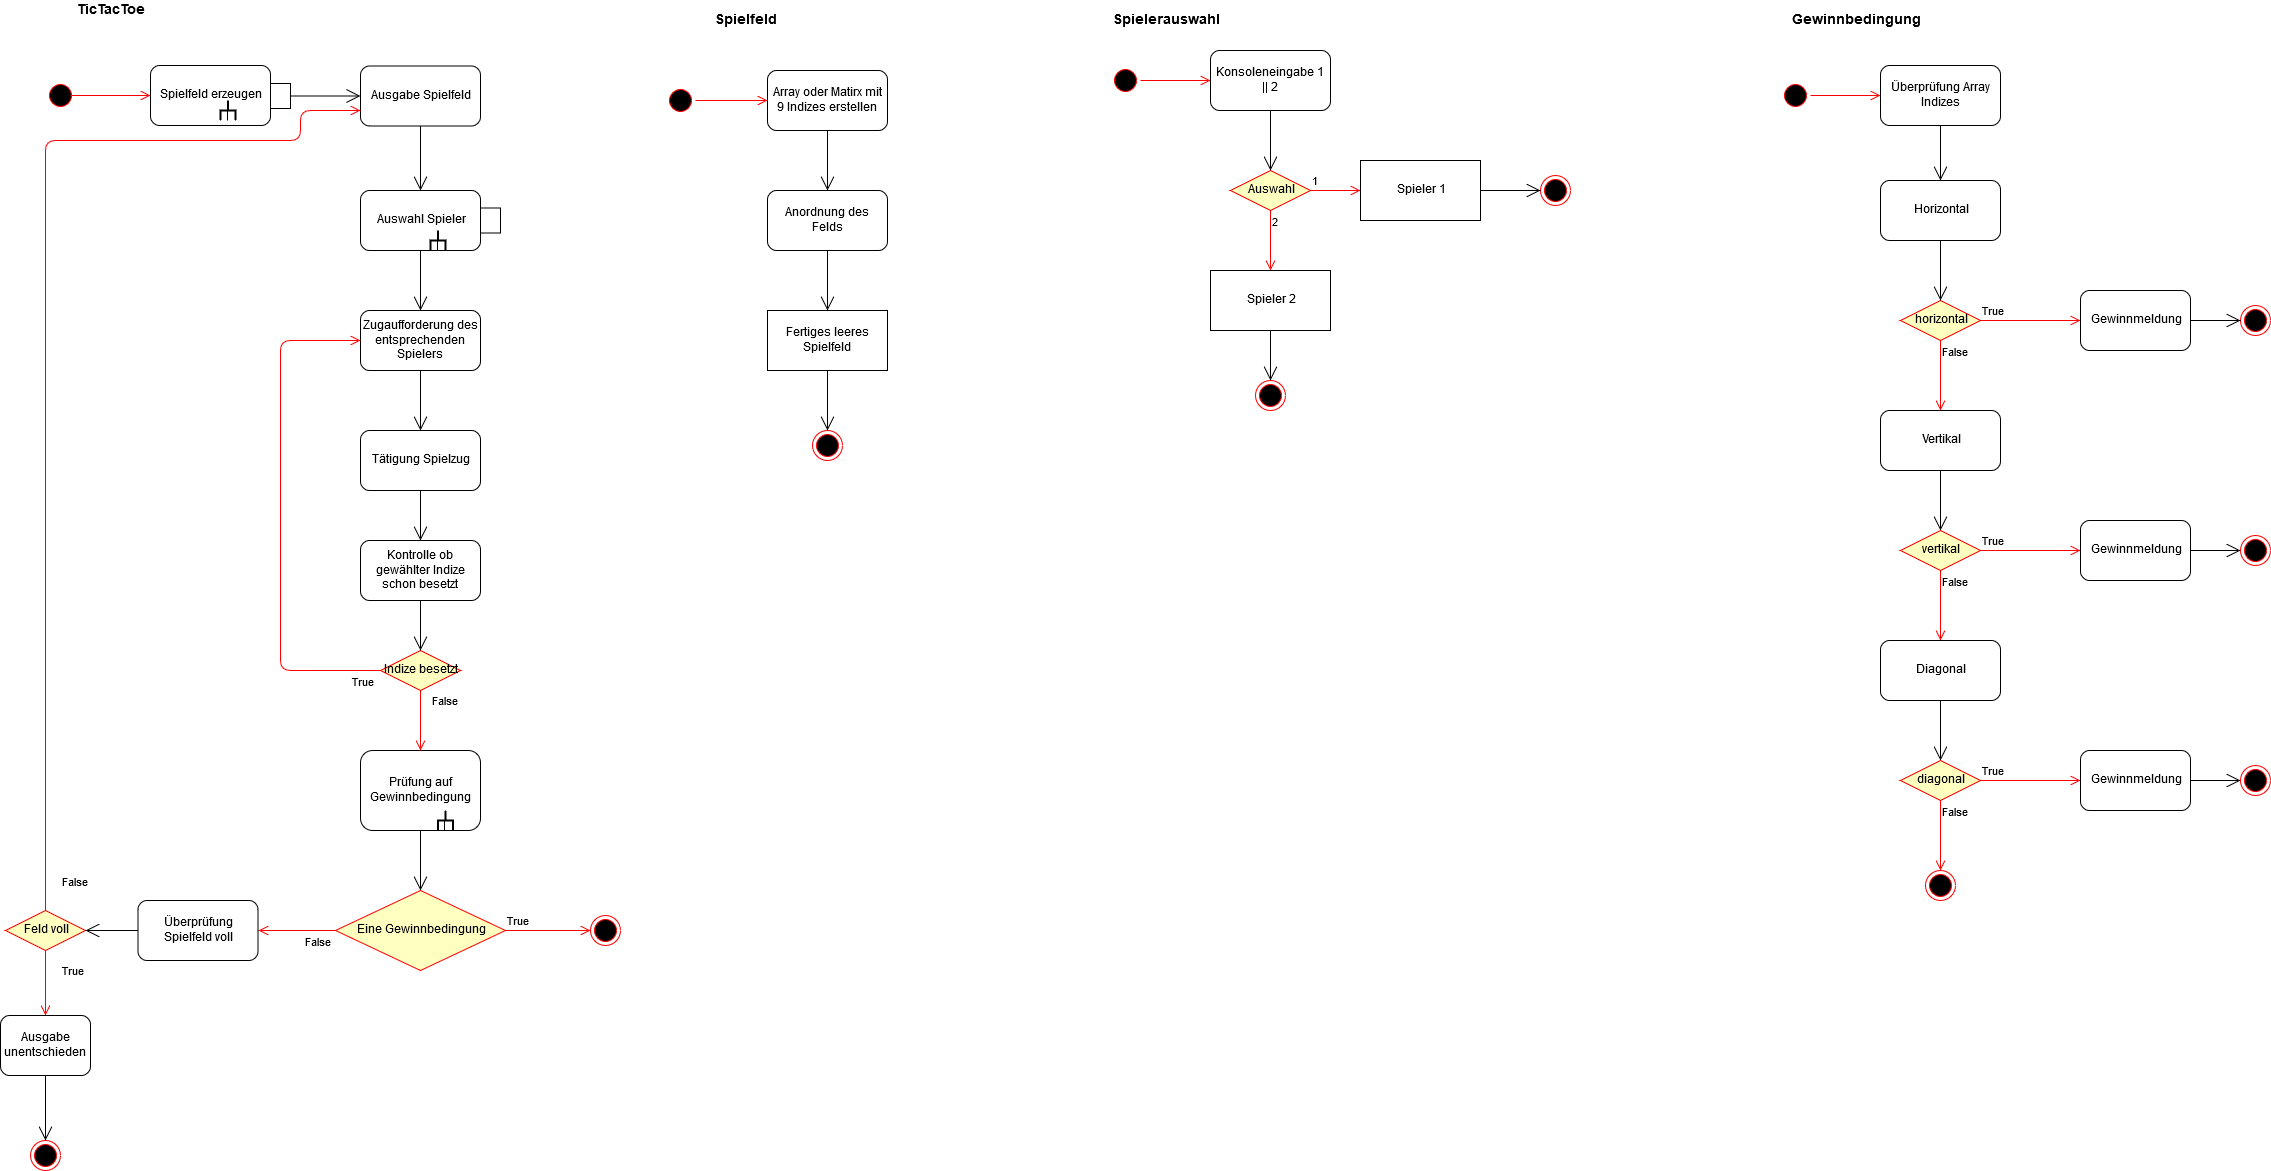 TicTacToe
Spielfeld erzeugen
Ausgabe Spielfeld
Auswahl Spieler
Zugaufforderung des
entsprechenden
Spielers
Tätigung Spielzug
Kontrolle ob
gewählter Indize
schon besetzt
Indize besetzt
True
False
Prüfung auf
Gewinnbedingung
Eine Gewinnbedingung
True
False
Überprüfung
Spielfeld voll
Feld voll
False
True
Ausgabe
unentschieden
Spielfeld
Array oder Matirx mit
9 Indizes erstellen
Anordnung des
Felds
Fertiges leeres
Spielfeld
Spielerauswahl
Konsoleneingabe 1
|| 2
Auswahl
1
Spieler 1
2
Spieler 2
Gewinnbedingung
Überprüfung Array
Indizes
Horizontal
horizontal
True
Gewinnmeldung
False
Vertikal
vertikal
True
Gewinnmeldung
False
Diagonal
diagonal
True
Gewinnmeldung
False